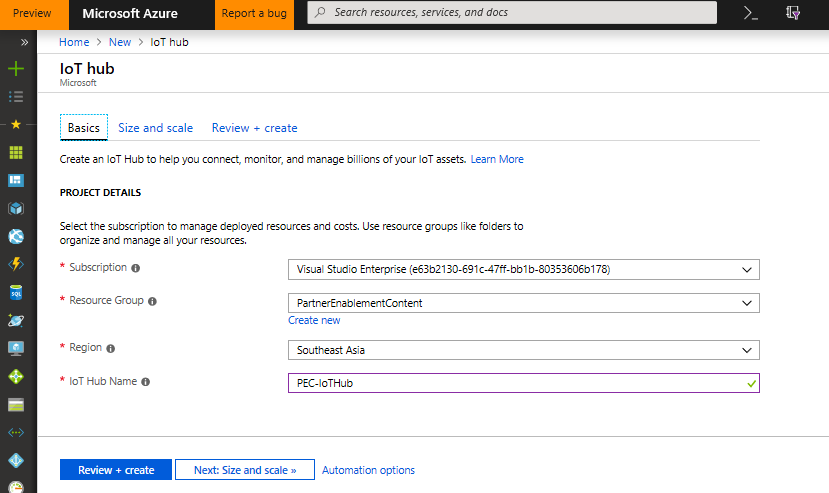 Preview
Microsoft Azure
Report a bug
Search resources, services, and docs
Home > New > IoT hub
IoT hub
Microsoft
Basics Size and scale Review + create
Create an IoT Hub to help you connect, monitor, and manage billions of your IoT assets. Learn More
PROJECT DETAILS
Select the subscription to manage deployed resources and costs. Use resource groups like folders to
organize and manage all your resources.
* Subscription
Visual Studio Enterprise (e63b2130-691c-47ff-bb1b-80353606b178)
* Resource Group
PartnerEnablementContent
Create new
* Region
Southeast Asia
* IoT Hub Name
PEC-IoTHub
Review + create
Next: Size and scale »
Automation options